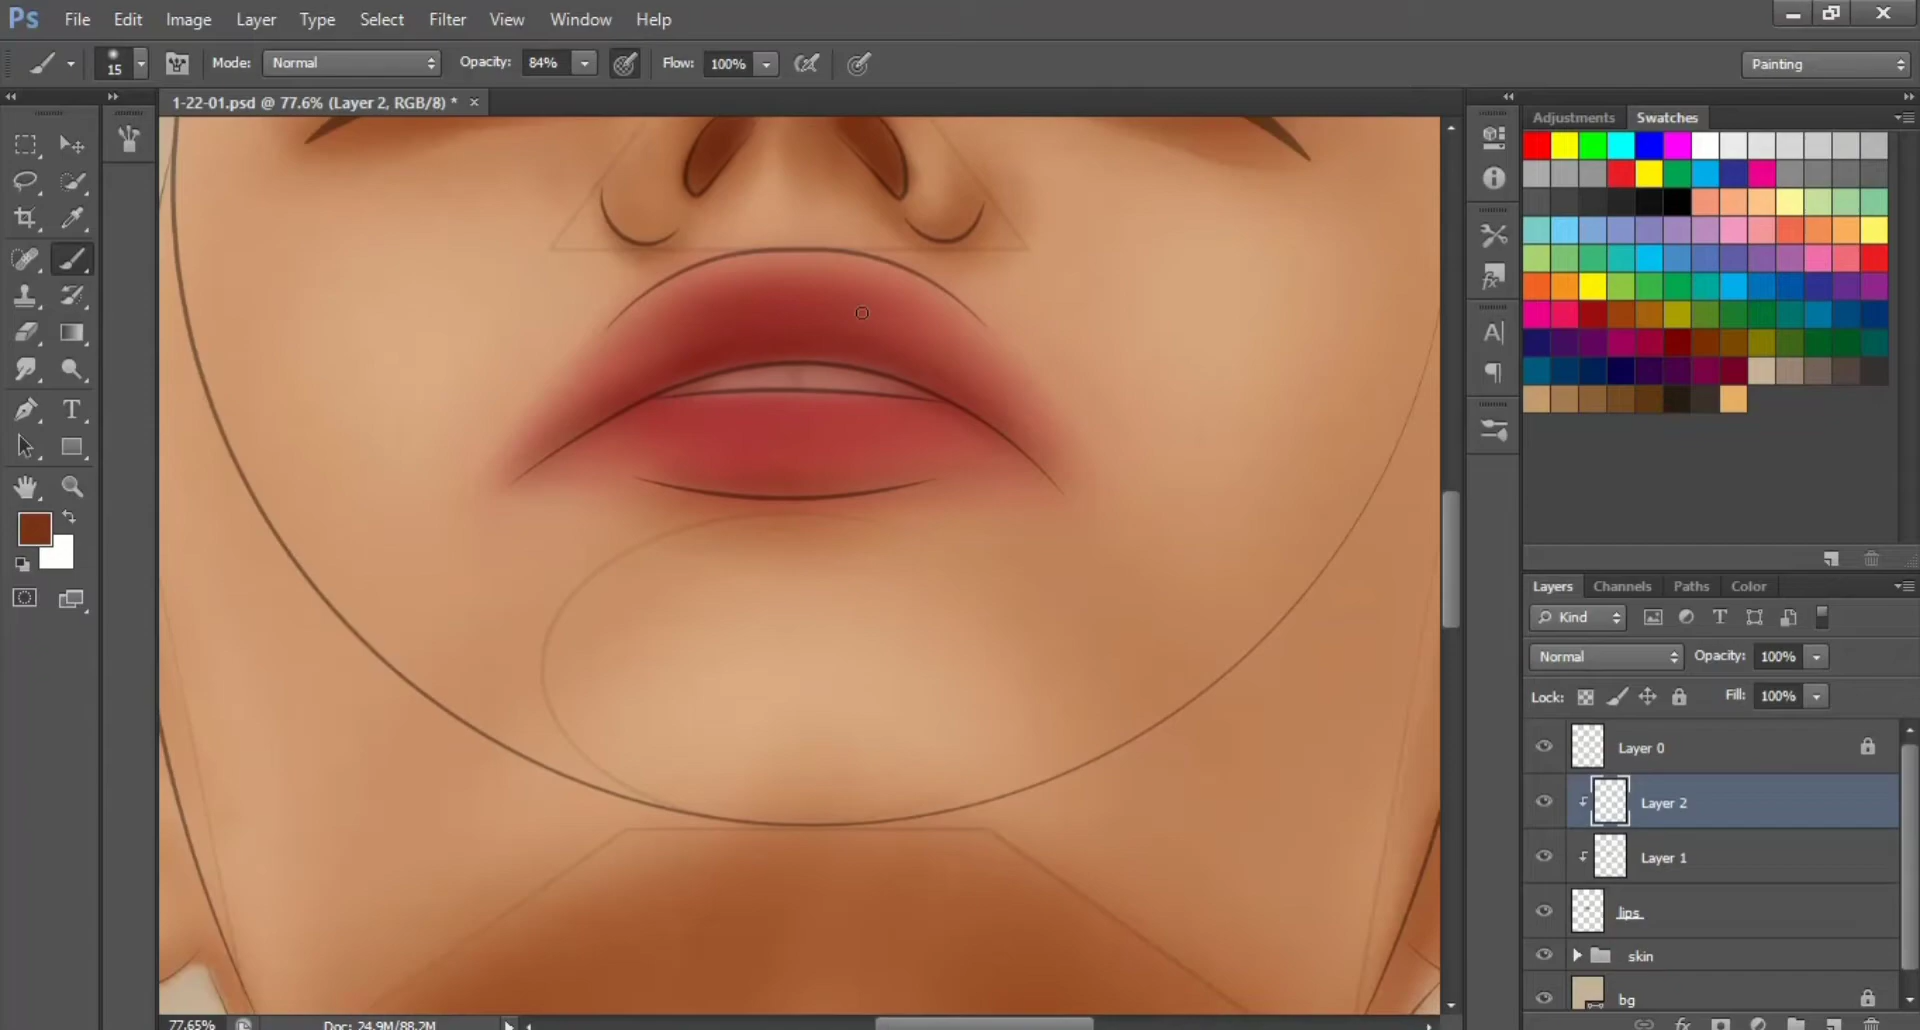 Ps File Edit Image Layer Type Select Filter View Window Help
15 Mode: Normal Opacity: 84% Flow: 100% Painting
1-22-01.psd @ 77.6% (Layer 2, RGB/8) * ×
Adjustments Swatches
Layers Channels Paths Color
Kind
Normal Opacity: 100%
Lock: Fill: 100%
Layer 0
Layer 2
Layer 1
lips
skin
bg
77.65% Doc: 24.9M/88.2M